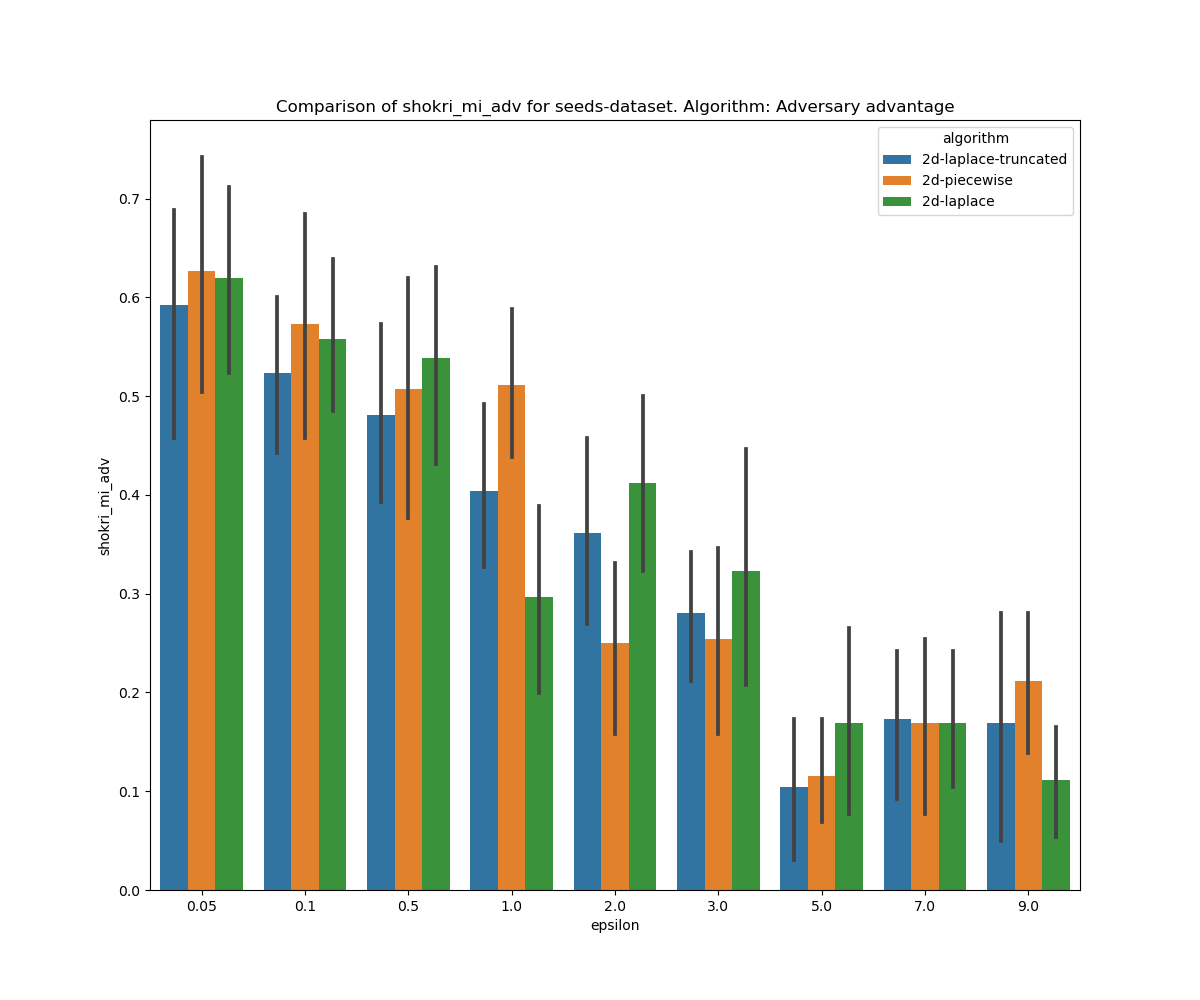 Comparison of shokri_mi_adv for seeds-dataset. Algorithm: Adversary advantage
algorithm
2d-laplace-truncated
2d-piecewise
2d-laplace
shokri_mi_adv
0.7
0.6
0.5
0.4
0.3
0.2
0.1
0.0
0.05 0.1 0.5 1.0 2.0 3.0 5.0 7.0 9.0
epsilon